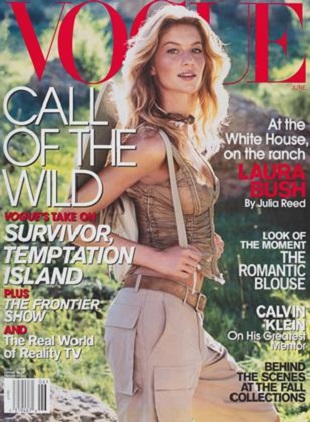 VOGUE
JUNE
CALL
OF THE
WILD
VOGUE'S TAKE ON
SURVIVOR,
TEMPTATION
ISLAND
PLUS
THE FRONTIER
SHOW
AND
The Real World
of Reality TV
At the
White House,
on the ranch
LAURA
BUSH
By Julia Reed
LOOK OF
THE MOMENT
THE
ROMANTIC
BLOUSE
CALVIN
KLEIN
On His Greatest
Mentor
BEHIND
THE SCENES
AT THE FALL
COLLECTIONS